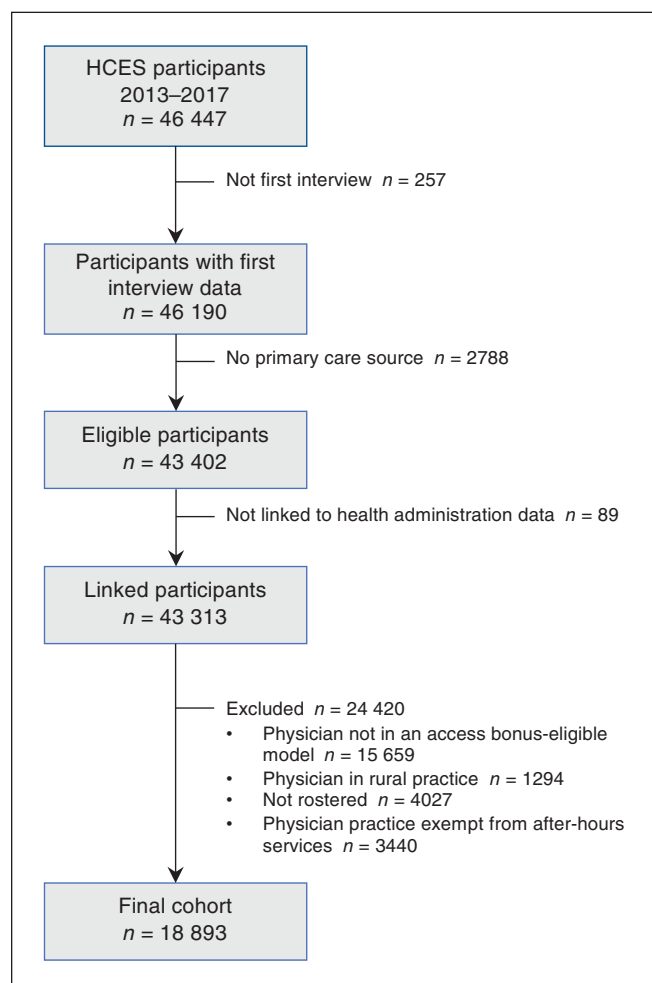 HCES participants
2013–2017
n = 46 447
Not first interview n = 257
Participants with first
interview data
n = 46 190
No primary care source n = 2788
Eligible participants
n = 43 402
Not linked to health administration data n = 89
Linked participants
n = 43 313
Excluded n = 24 420
• Physician not in an access bonus-eligible
model n = 15 659
• Physician in rural practice n = 1294
• Not rostered n = 4027
• Physician practice exempt from after-hours
services n = 3440
Final cohort
n = 18 893